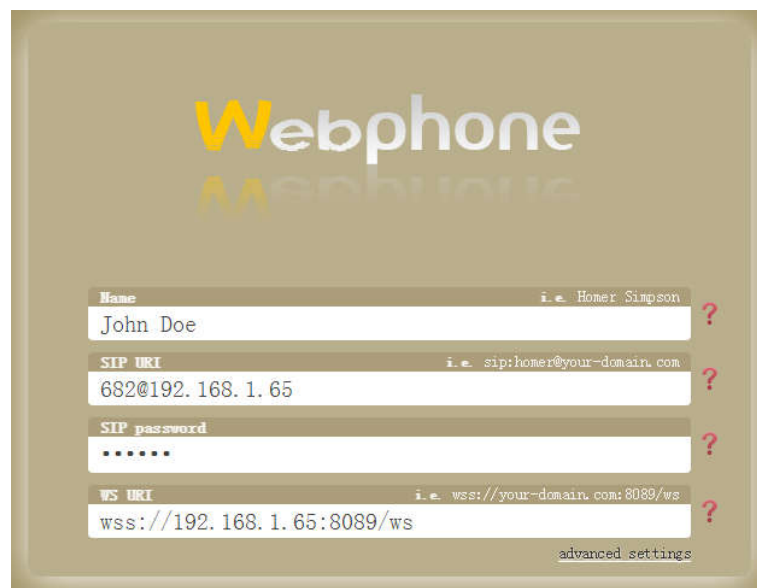 Webphone
Name i.e. Homer Simpson
?
John Doe
SIP URI i.e. sip:homer@your-domain.com
?
682@192.168.1.65
SIP password
?
••••••
WS URI i.e. wss://your-domain.com:8089/ws
?
wss://192.168.1.65:8089/ws
advanced settings